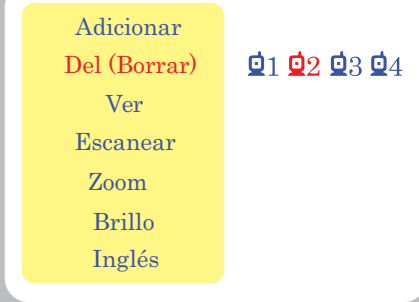 Adicionar
Del (Borrar) 1 2 3 4
Ver
Escanear
Zoom
Brillo
Inglés